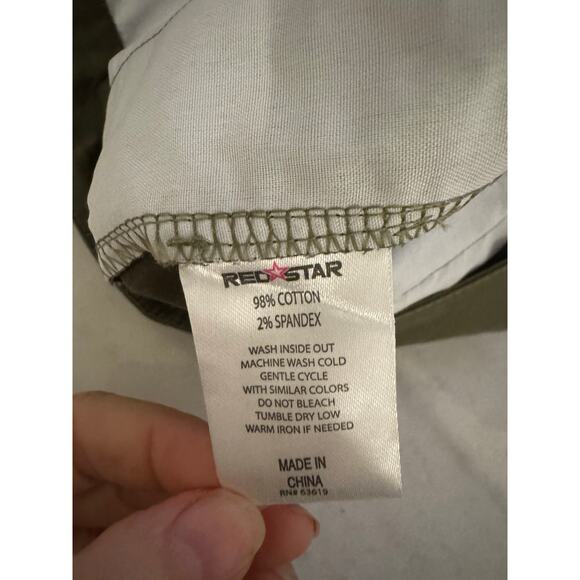 RED STAR
98% COTTON
2% SPANDEX
WASH INSIDE OUT
MACHINE WASH COLD
GENTLE CYCLE
WITH SIMILAR COLORS
DO NOT BLEACH
TUMBLE DRY LOW
WARM IRON IF NEEDED
MADE IN
CHINA
RN# 63619